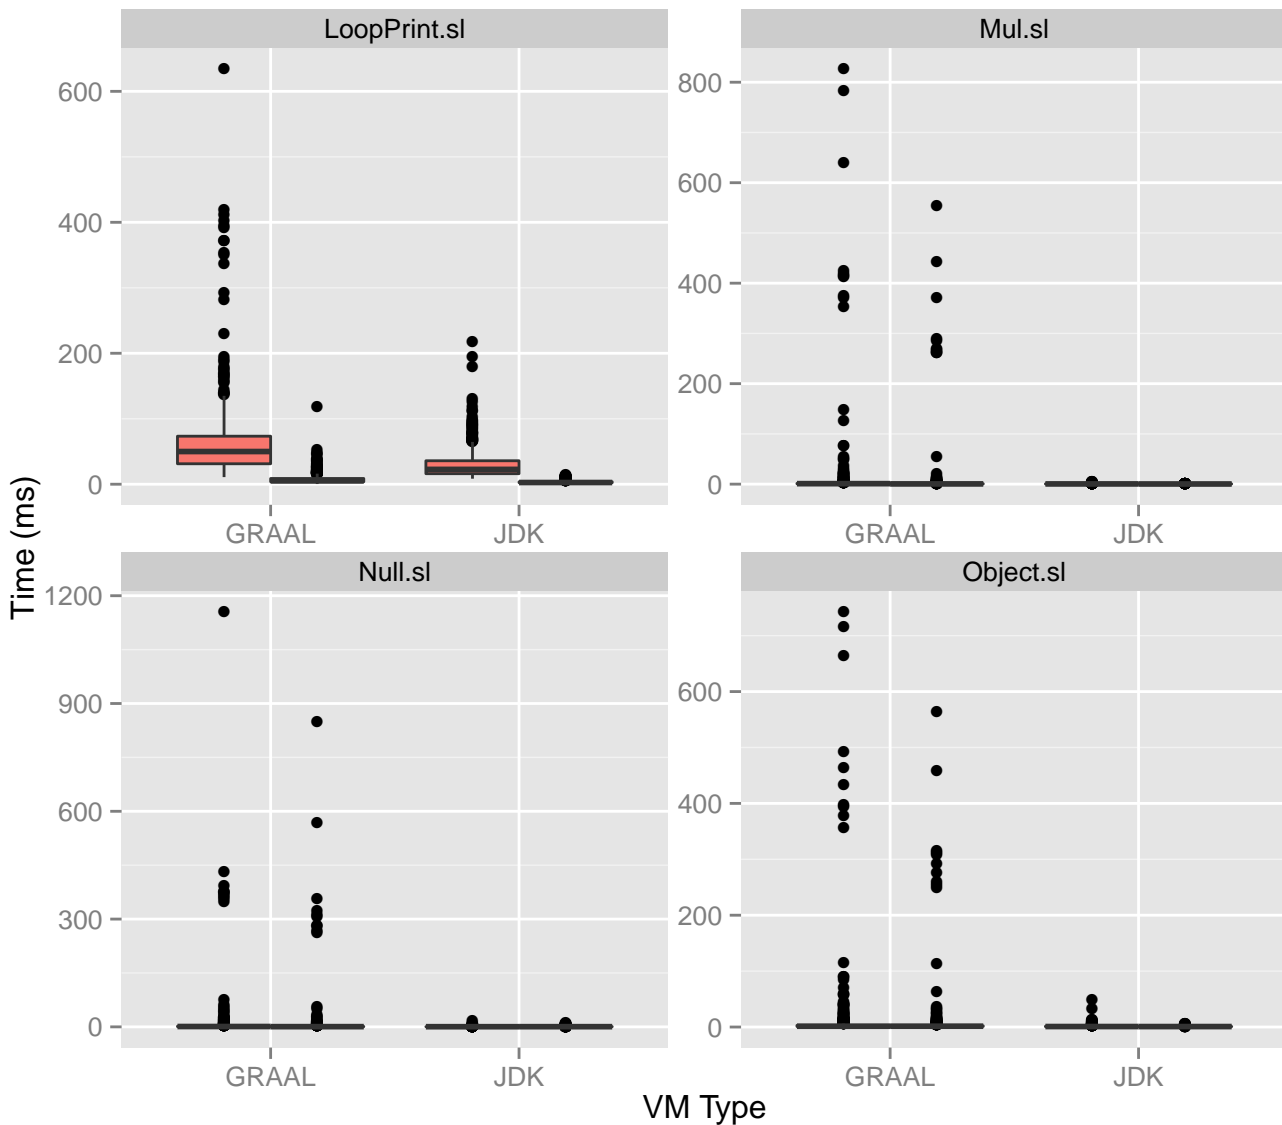 LoopPrint.sl
Mul.sl
600
400
200
0
800
600
400
200
0
GRAAL
JDK
GRAAL
JDK
Time (ms)
Null.sl
Object.sl
1200
900
600
300
0
600
400
200
0
GRAAL
JDK
GRAAL
JDK
VM Type